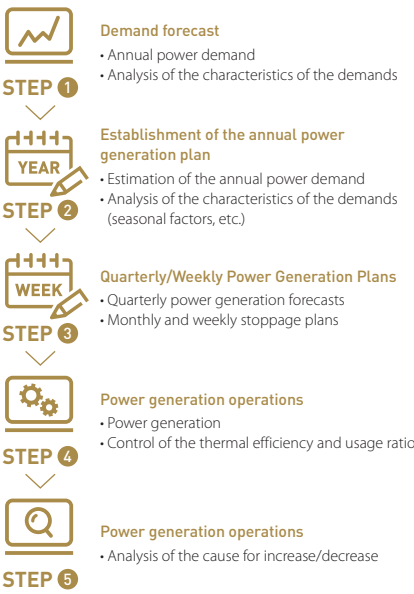 Demand forecast
• Annual power demand
• Analysis of the characteristics of the demands
STEP 1
Establishment of the annual power
generation plan
YEAR
• Estimation of the annual power demand
• Analysis of the characteristics of the demands
(seasonal factors, etc.)
STEP 2
Quarterly/Weekly Power Generation Plans
WEEK
• Quarterly power generation forecasts
• Monthly and weekly stoppage plans
STEP 3
Power generation operations
• Power generation
• Control of the thermal efficiency and usage ratio
STEP 4
Power generation operations
• Analysis of the cause for increase/decrease
STEP 5